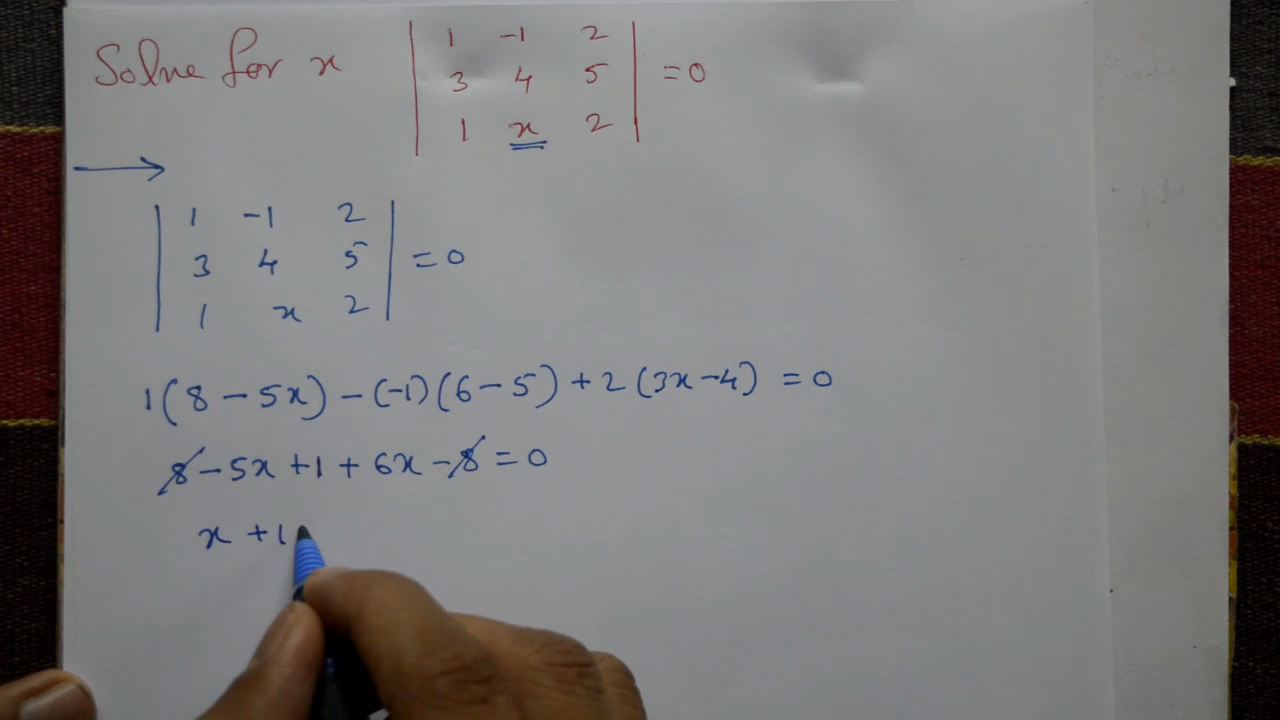 Solve for x | 1 -1 2 |
| 3 4 5 | = 0
| 1 x 2 |
| 1 -1 2 |
| 3 4 5 | = 0
| 1 x 2 |
1(8 - 5x) - (-1)(6 - 5) + 2(3x - 4) = 0
8 - 5x + 1 + 6x - 8 = 0
x + 1